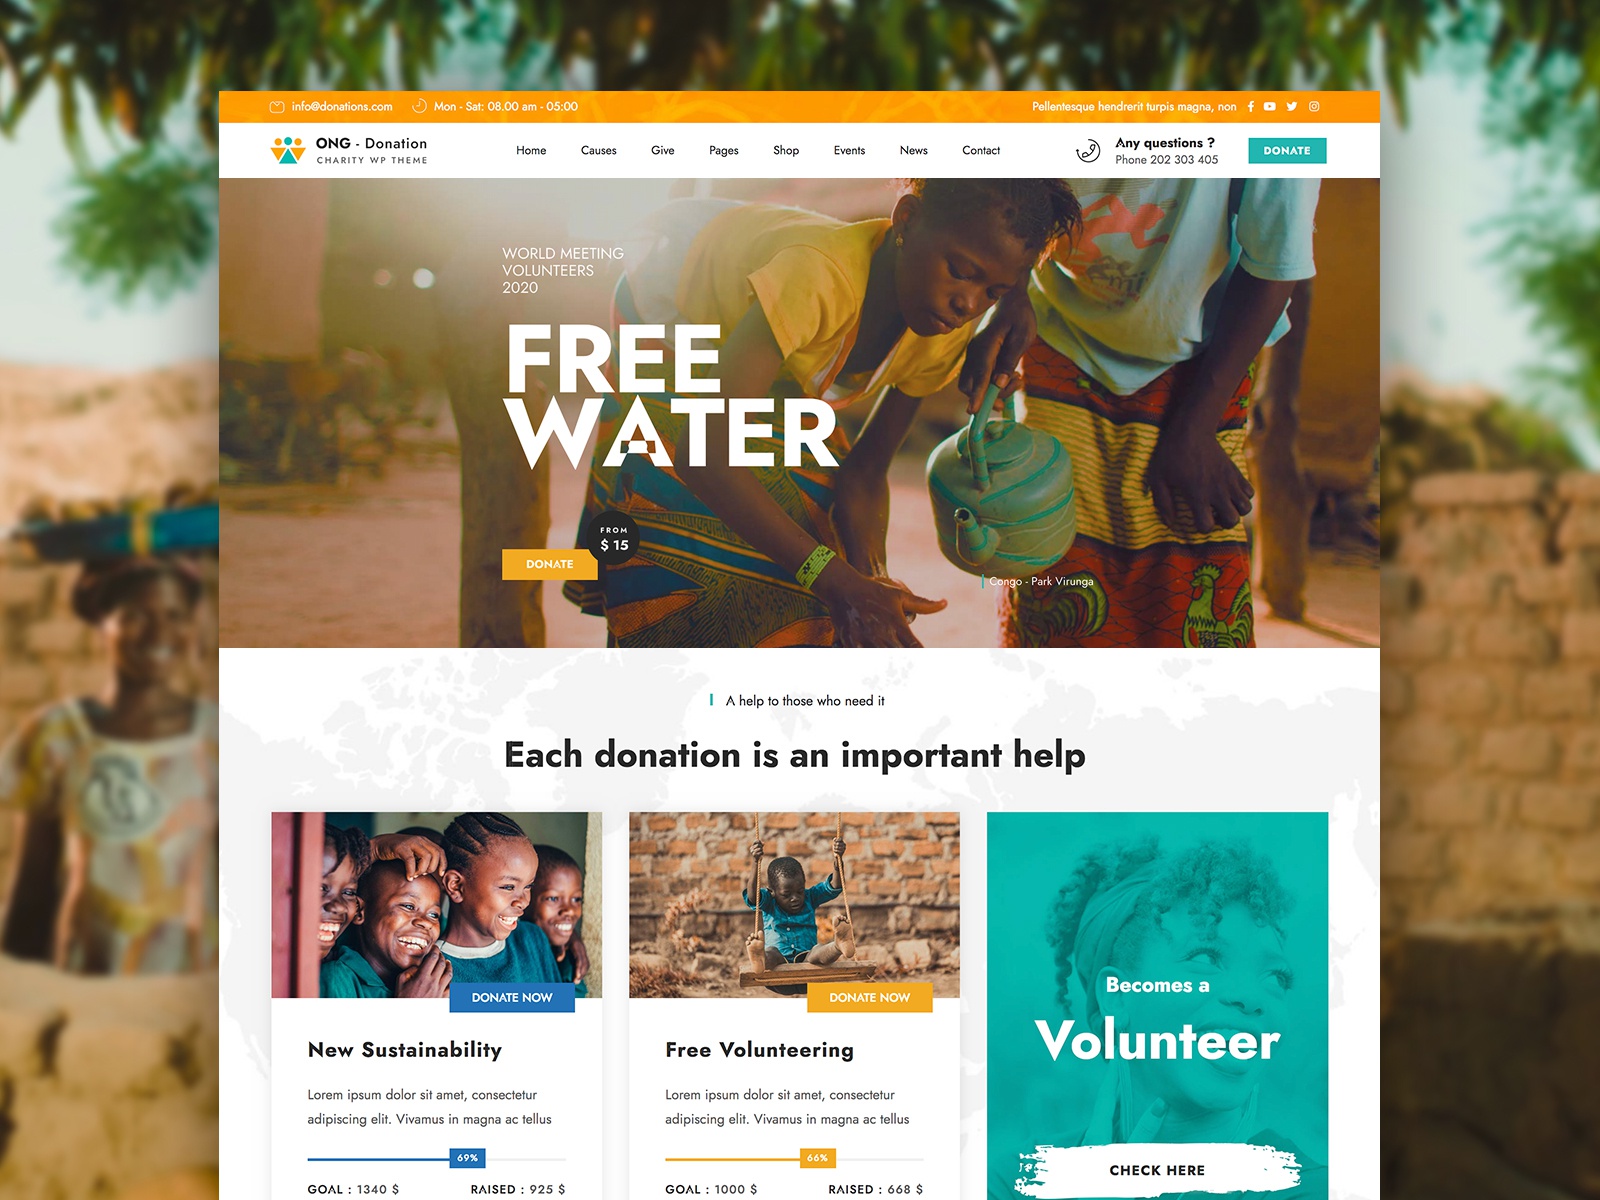 info@donations.com
Mon - Sat: 08.00 am - 05:00
Pellentesque hendrerit turpis magna, non
ONG - Donation
CHARITY WP THEME
Home
Causes
Give
Pages
Shop
Events
News
Contact
Any questions ?
Phone 202 303 405
DONATE
WORLD MEETING
VOLUNTEERS
2020
FREE
WATER
FROM
$ 15
DONATE
Congo - Park Virunga
A help to those who need it
Each donation is an important help
DONATE NOW
New Sustainability
Lorem ipsum dolor sit amet, consectetur
adipiscing elit. Vivamus in magna ac tellus
69%
GOAL : 1340 $ RAISED : 925 $
DONATE NOW
Free Volunteering
Lorem ipsum dolor sit amet, consectetur
adipiscing elit. Vivamus in magna ac tellus
66%
GOAL : 1000 $ RAISED : 668 $
Becomes a
Volunteer
CHECK HERE